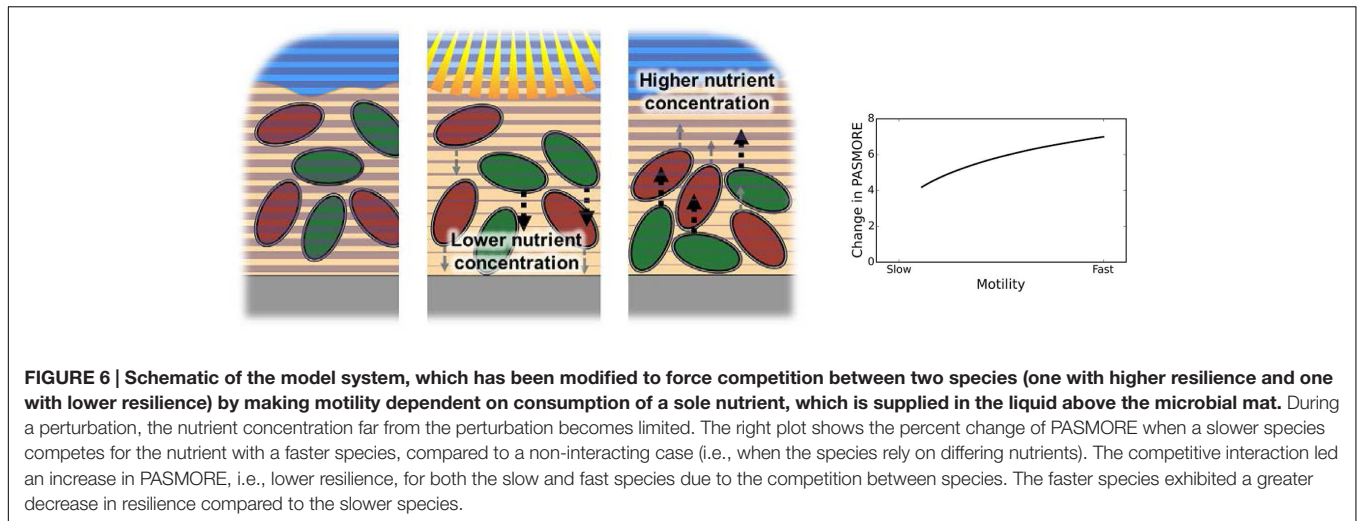 Higher nutrient
concentration
Lower nutrient
concentration
Change in PASMORE
8
6
4
2
0
Slow
Fast
Motility
FIGURE 6 | Schematic of the model system, which has been modified to force competition between two species (one with higher resilience and one
with lower resilience) by making motility dependent on consumption of a sole nutrient, which is supplied in the liquid above the microbial mat. During
a perturbation, the nutrient concentration far from the perturbation becomes limited. The right plot shows the percent change of PASMORE when a slower species
competes for the nutrient with a faster species, compared to a non-interacting case (i.e., when the species rely on differing nutrients). The competitive interaction led
an increase in PASMORE, i.e., lower resilience, for both the slow and fast species due to the competition between species. The faster species exhibited a greater
decrease in resilience compared to the slower species.